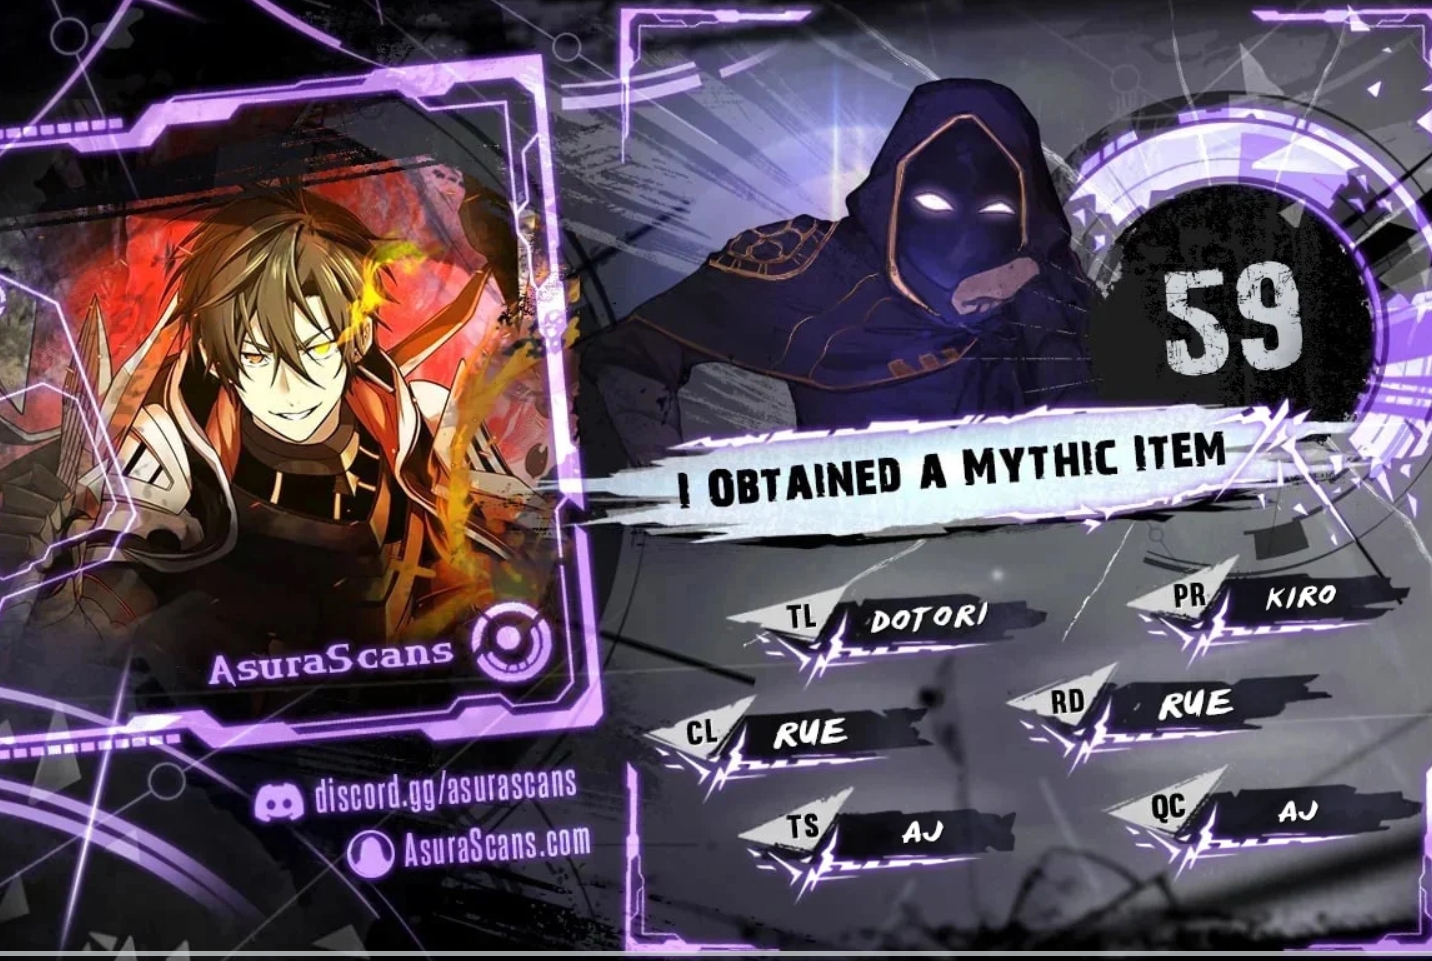 59
I OBTAINED A MYTHIC ITEM
TL DOTORI
PR KIRO
CL RUE
RD RUE
TS AJ
QC AJ
AsuraScans
discord.gg/asurascans
AsuraScans.com